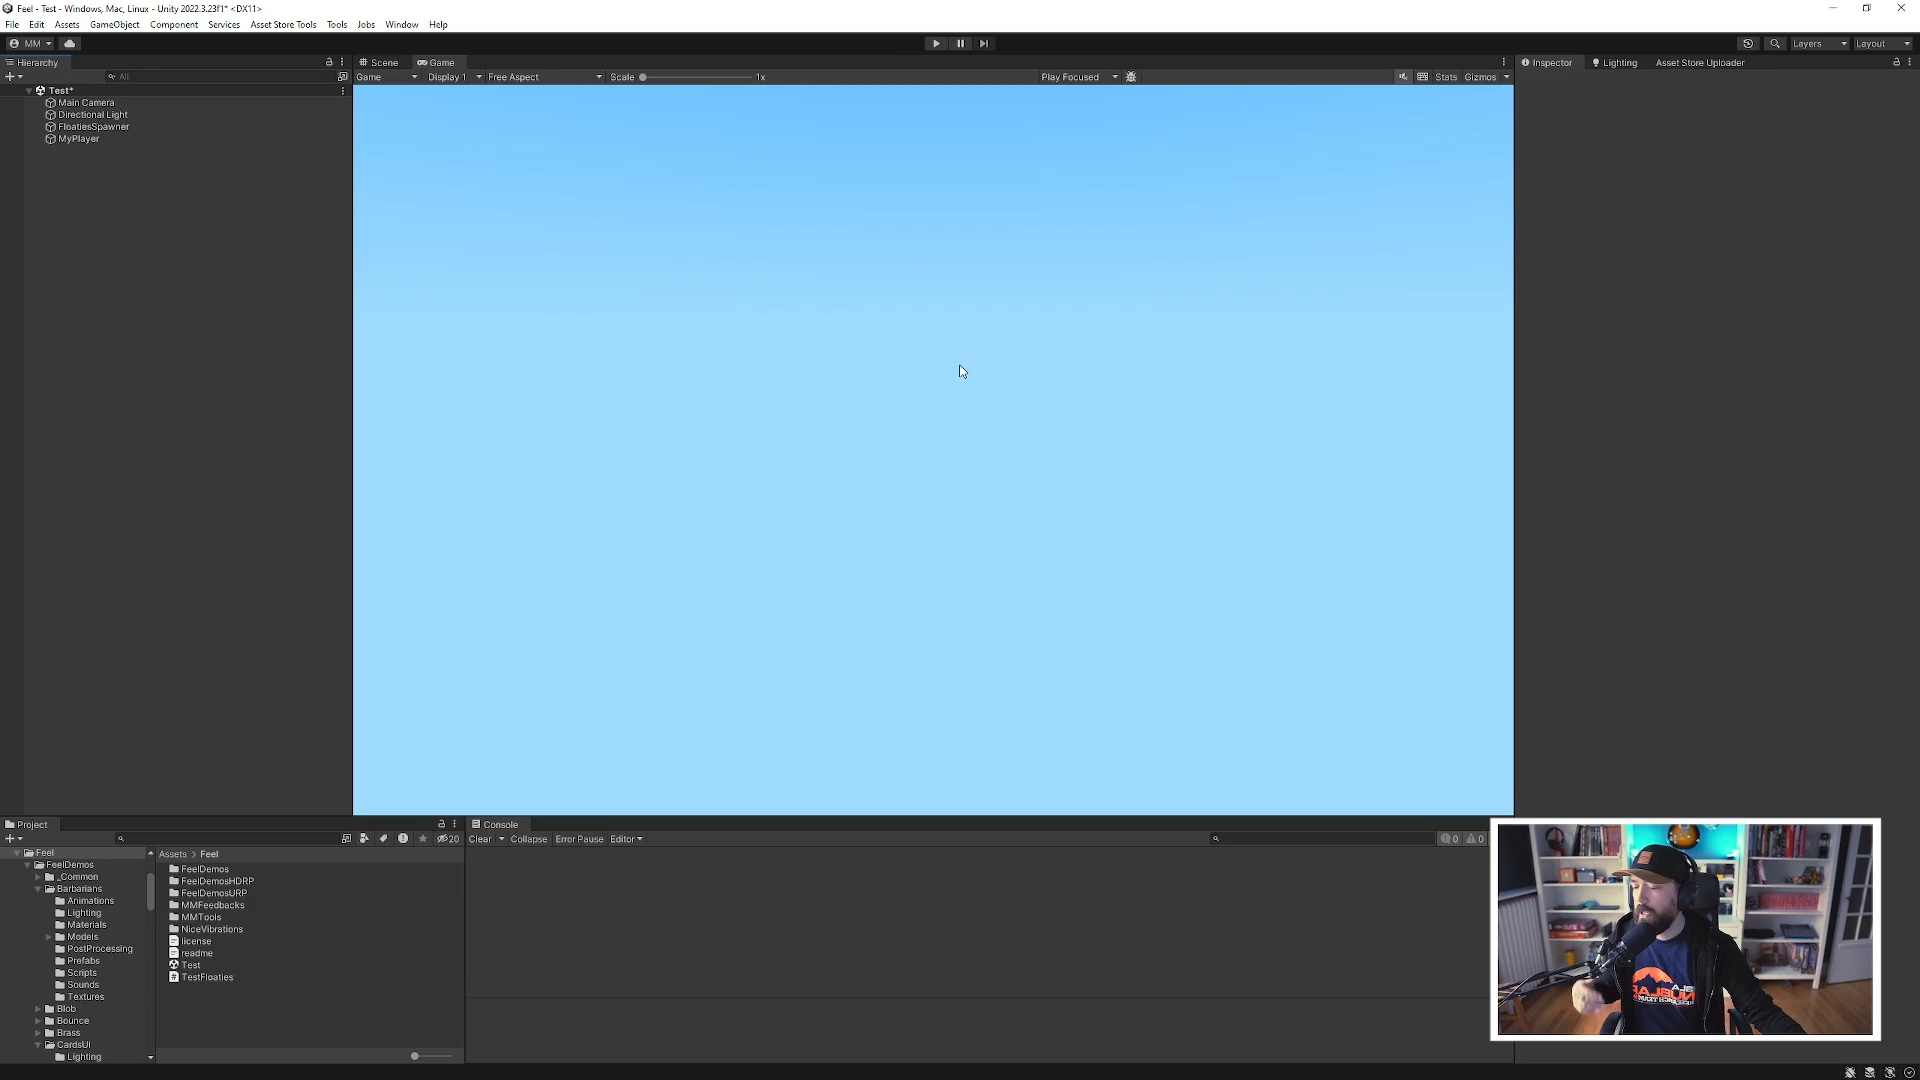 Feel - Test - Windows, Mac, Linux - Unity 2022.3.23f1* <DX11>
File Edit Assets GameObject Component Services Asset Store Tools Tools Jobs Window Help
MM Layers Layout
Hierarchy Scene Game Inspector Lighting Asset Store Uploader
All Game Display 1 Free Aspect Scale 1x Play Focused Stats Gizmos
Test*
Main Camera
Directional Light
FloatiesSpawner
MyPlayer
Project Console
20 Clear Collapse Error Pause Editor 0 0
Feel
FeelDemos
_Common
Barbarians
Animations
Lighting
Materials
Models
PostProcessing
Prefabs
Scripts
Sounds
Textures
Blob
Bounce
Brass
CardsUI
Lighting
Assets > Feel
FeelDemos
FeelDemosHDRP
FeelDemosURP
MMFeedbacks
MMTools
NiceVibrations
license
readme
Test
TestFloaties